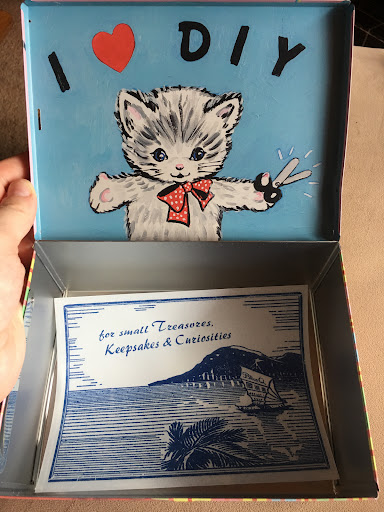 I ❤ DIY
for small Treasures,
Keepsakes & Curiosities